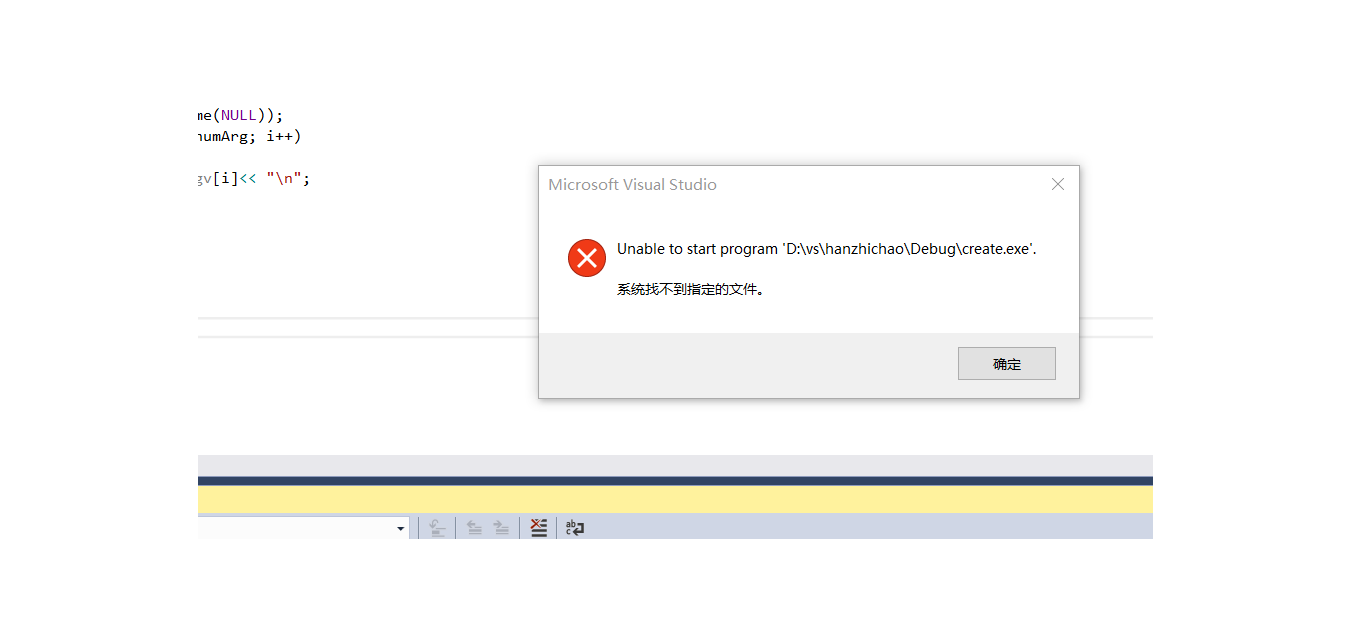 me(NULL));
numArg; i++)
gv[i]<< "\n";
Microsoft Visual Studio
Unable to start program 'D:\vs\hanzhichao\Debug\create.exe'.
系统找不到指定的文件。
确定